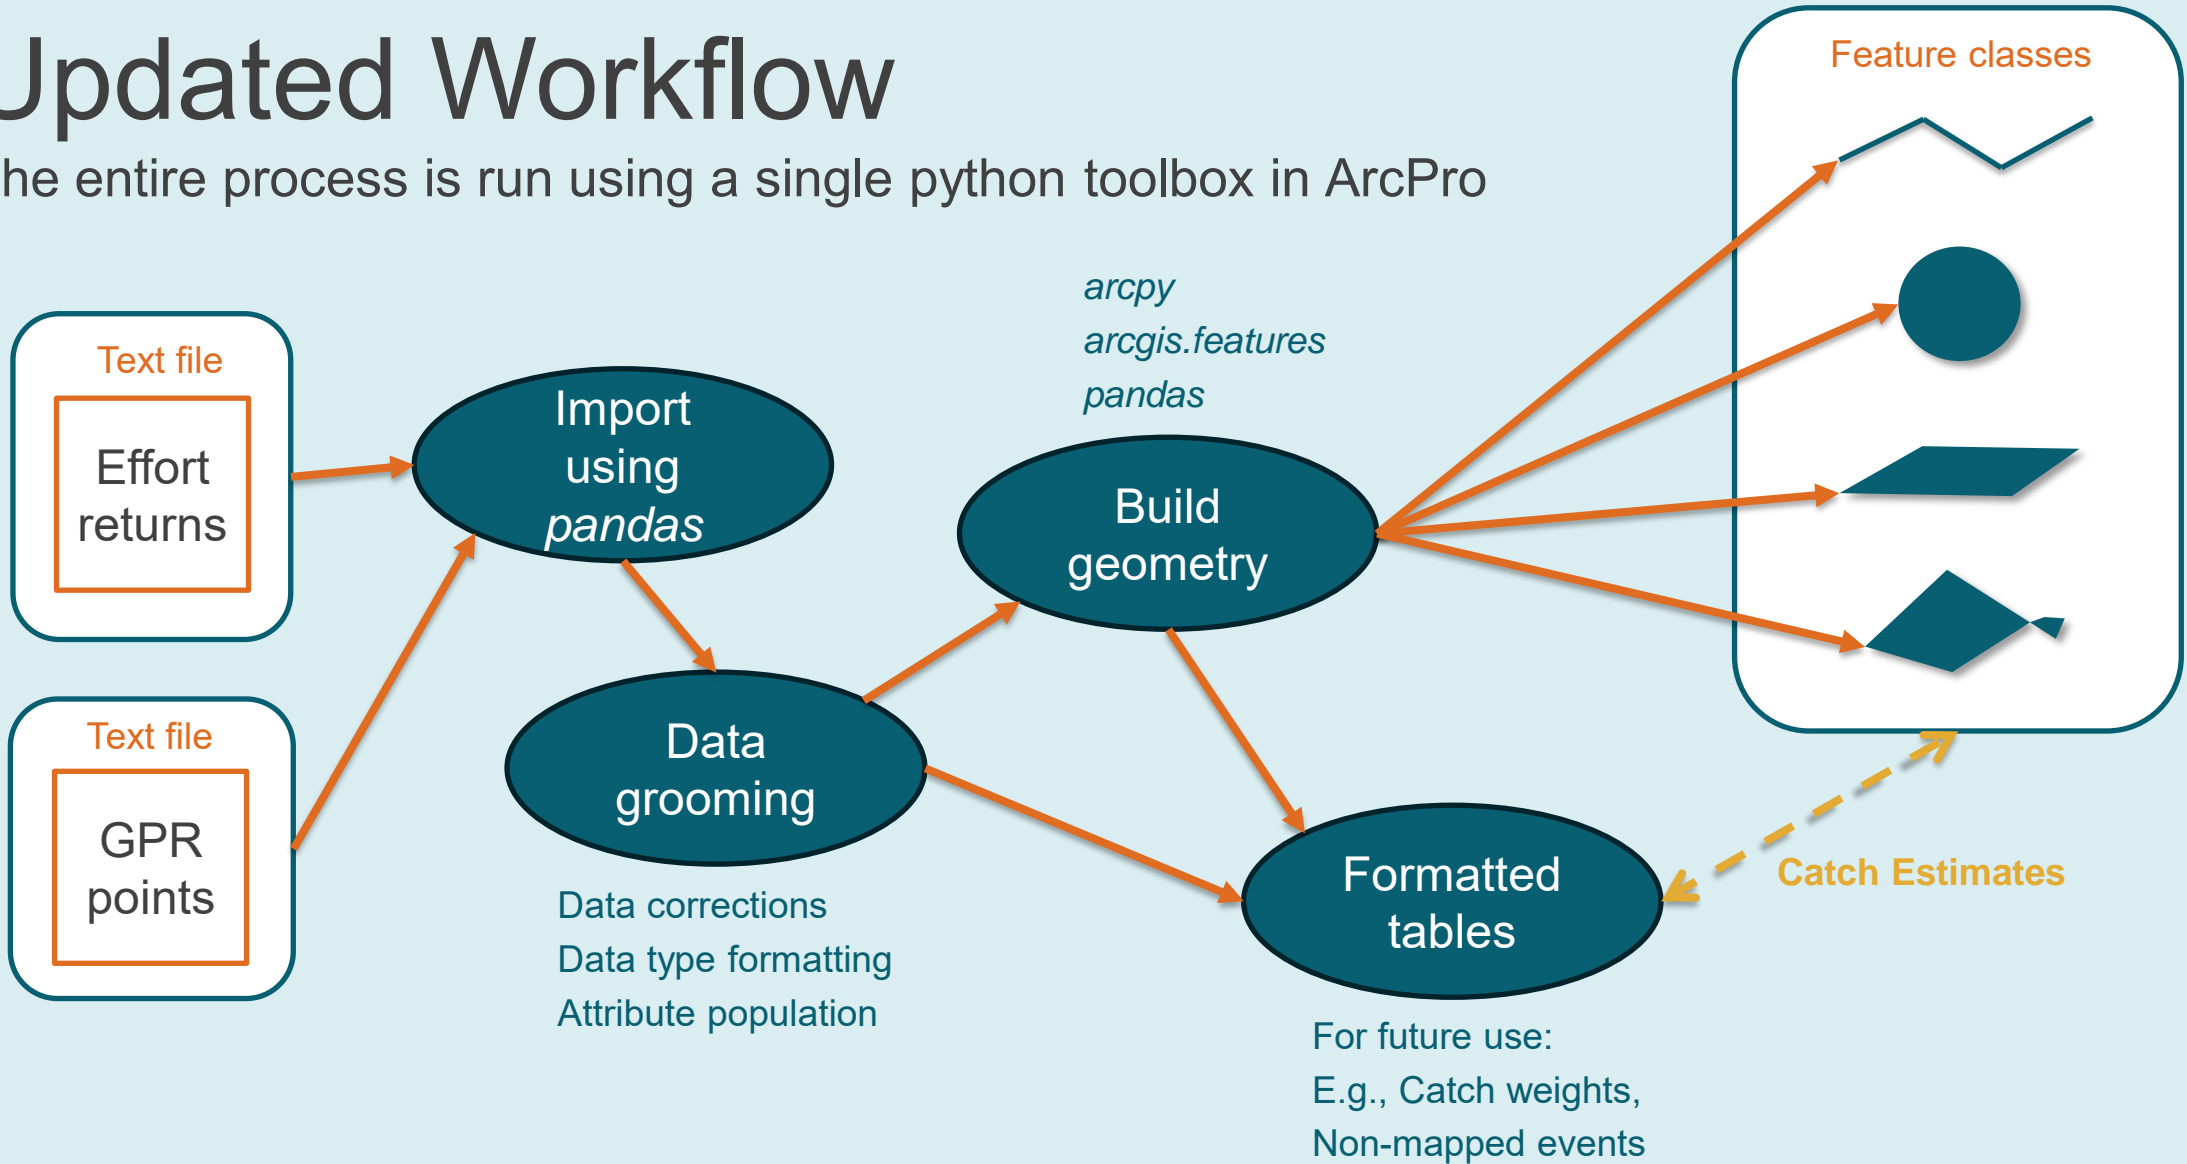 Updated Workflow
he entire process is run using a single python toolbox in ArcPro
Feature classes
Text file
Effort
returns
Text file
GPR
points
Import
using
pandas
Data
grooming
Data corrections
Data type formatting
Attribute population
arcpy
arcgis.features
pandas
Build
geometry
Formatted
tables
For future use:
E.g., Catch weights,
Non-mapped events
Catch Estimates